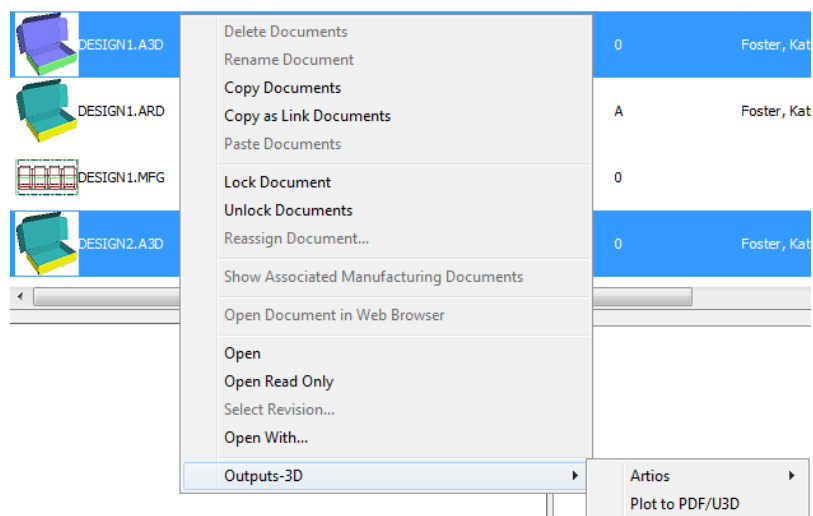 DESIGN1.A3D 0 Foster, Kat
DESIGN1.ARD A Foster, Kat
DESIGN1.MFG 0
DESIGN2.A3D 0 Foster, Kat
Delete Documents
Rename Document
Copy Documents
Copy as Link Documents
Paste Documents
Lock Document
Unlock Documents
Reassign Document...
Show Associated Manufacturing Documents
Open Document in Web Browser
Open
Open Read Only
Select Revision...
Open With...
Outputs-3D
Artios
Plot to PDF/U3D